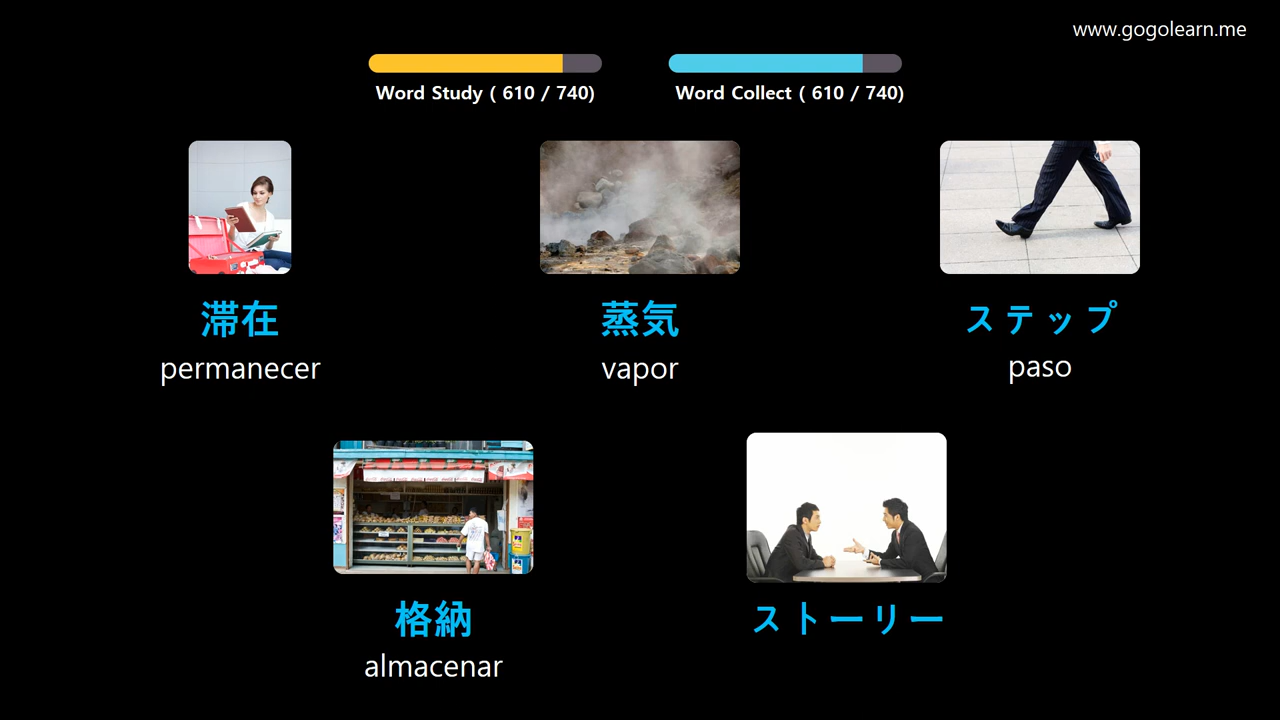 www.gogolearn.me
Word Study ( 610 / 740)
Word Collect ( 610 / 740)
滞在
permanecer
蒸気
vapor
ステップ
paso
格納
almacenar
ストーリー